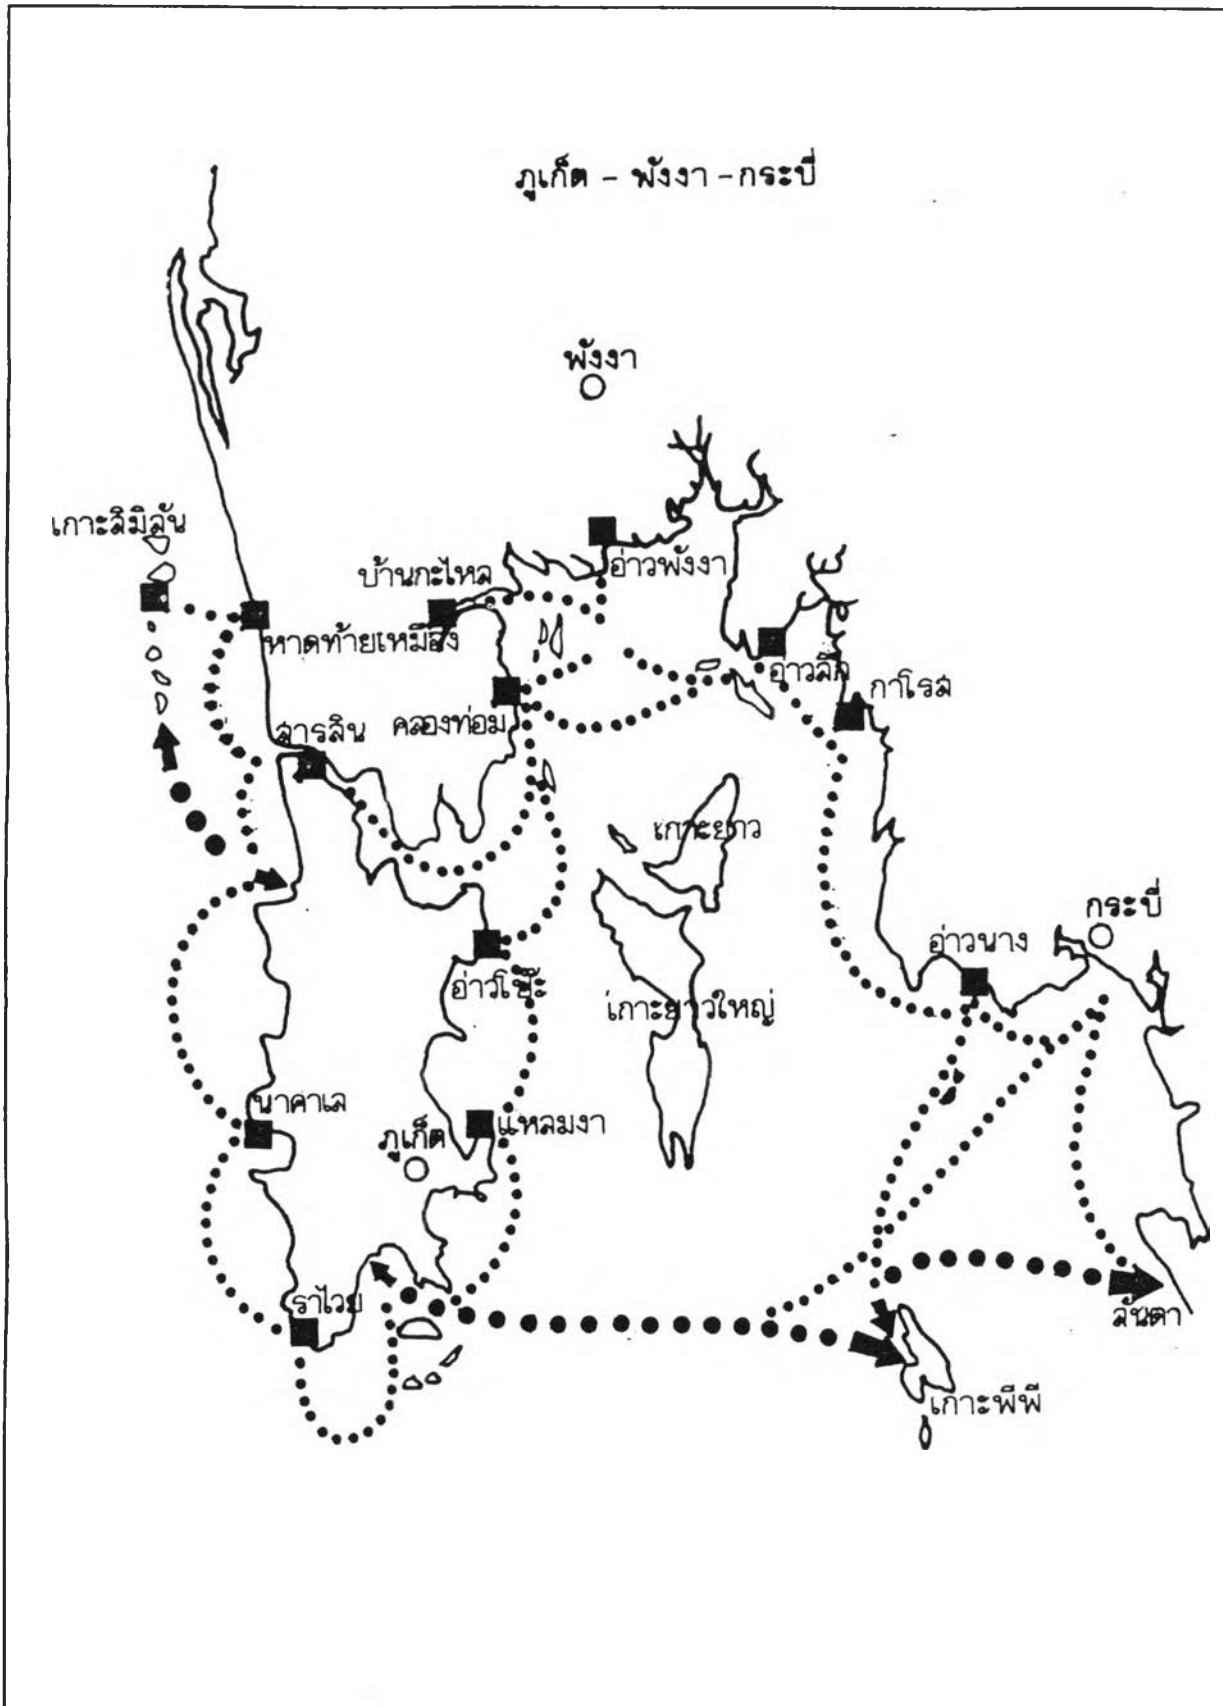 ภูเก็ต - พังงา - กระบี่
พังงา
เกาะสิมิลัน
บ้านกะไหล
อ่าวพังงา
หาดท้ายเหมือง
อ่าวลึก
กาโรส
สารสิน
คลองท่อม
เกาะยาว
กระบี่
อ่าวนาง
อ่าวโป๊ะ
เกาะยาวใหญ่
นาคาเล
แหลมงา
ภูเก็ต
ราไวย
ลันตา
เกาะพีพี